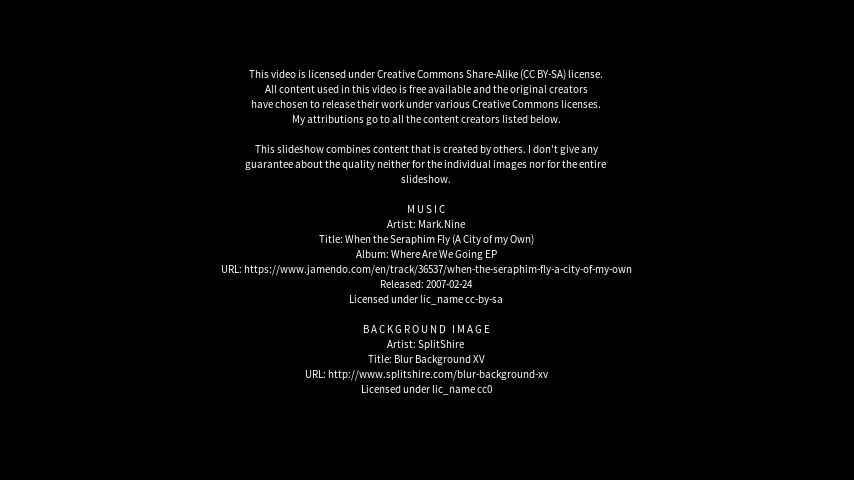 This video is licensed under Creative Commons Share-Alike (CC BY-SA) license.
All content used in this video is free available and the original creators
have chosen to release their work under various Creative Commons licenses.
My attributions go to all the content creators listed below.
This slideshow combines content that is created by others. I don't give any
guarantee about the quality neither for the individual images nor for the entire
slideshow.
MUSIC
Artist: Mark.Nine
Title: When the Seraphim Fly (A City of my Own)
Album: Where Are We Going EP
URL: https://www.jamendo.com/en/track/36537/when-the-seraphim-fly-a-city-of-my-own
Released: 2007-02-24
Licensed under lic_name cc-by-sa
BACKGROUND IMAGE
Artist: SplitShire
Title: Blur Background XV
URL: http://www.splitshire.com/blur-background-xv
Licensed under lic_name cc0